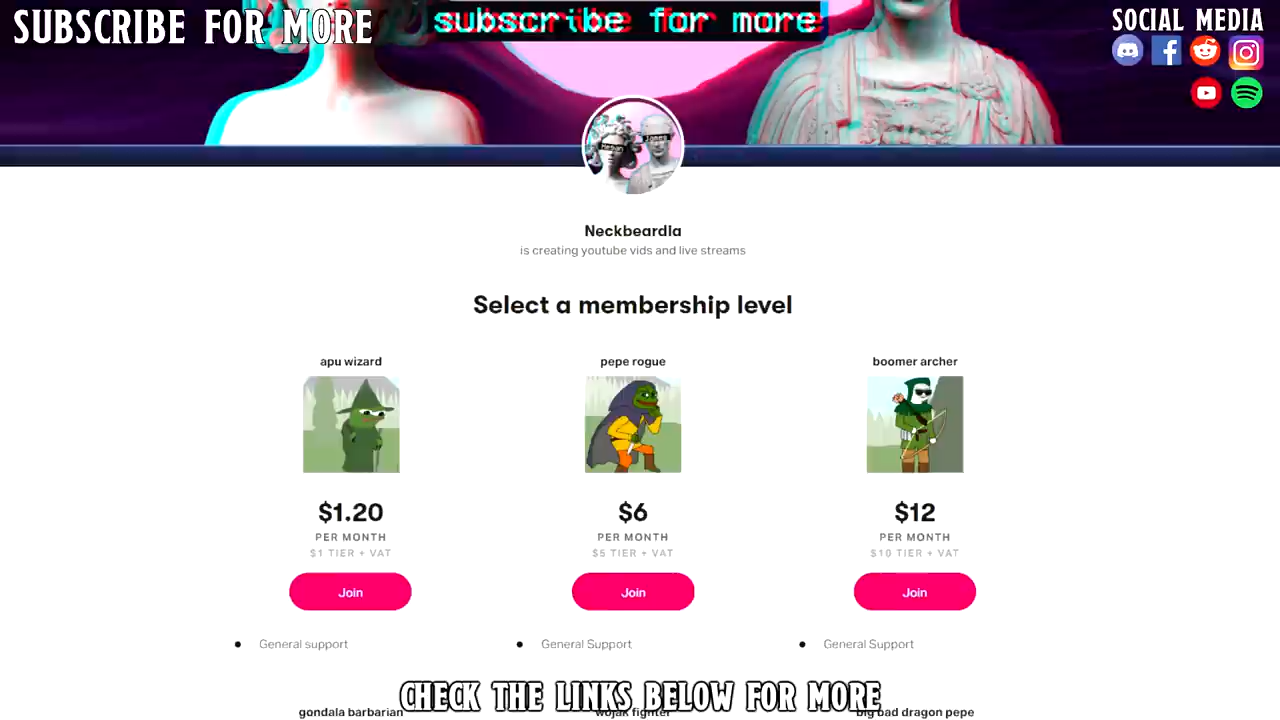 SUBSCRIBE FOR MORE
subscribe for more
SOCIAL MEDIA
Megan
James
Neckbeardia
is creating youtube vids and live streams
Select a membership level
apu wizard
pepe rogue
boomer archer
$1.20
$6
$12
PER MONTH
PER MONTH
PER MONTH
$1 TIER + VAT
$5 TIER + VAT
$10 TIER + VAT
Join
Join
Join
General support
General Support
General Support
CHECK THE LINKS BELOW FOR MORE
gondala barbarian
wojak fighter
big bad dragon pepe